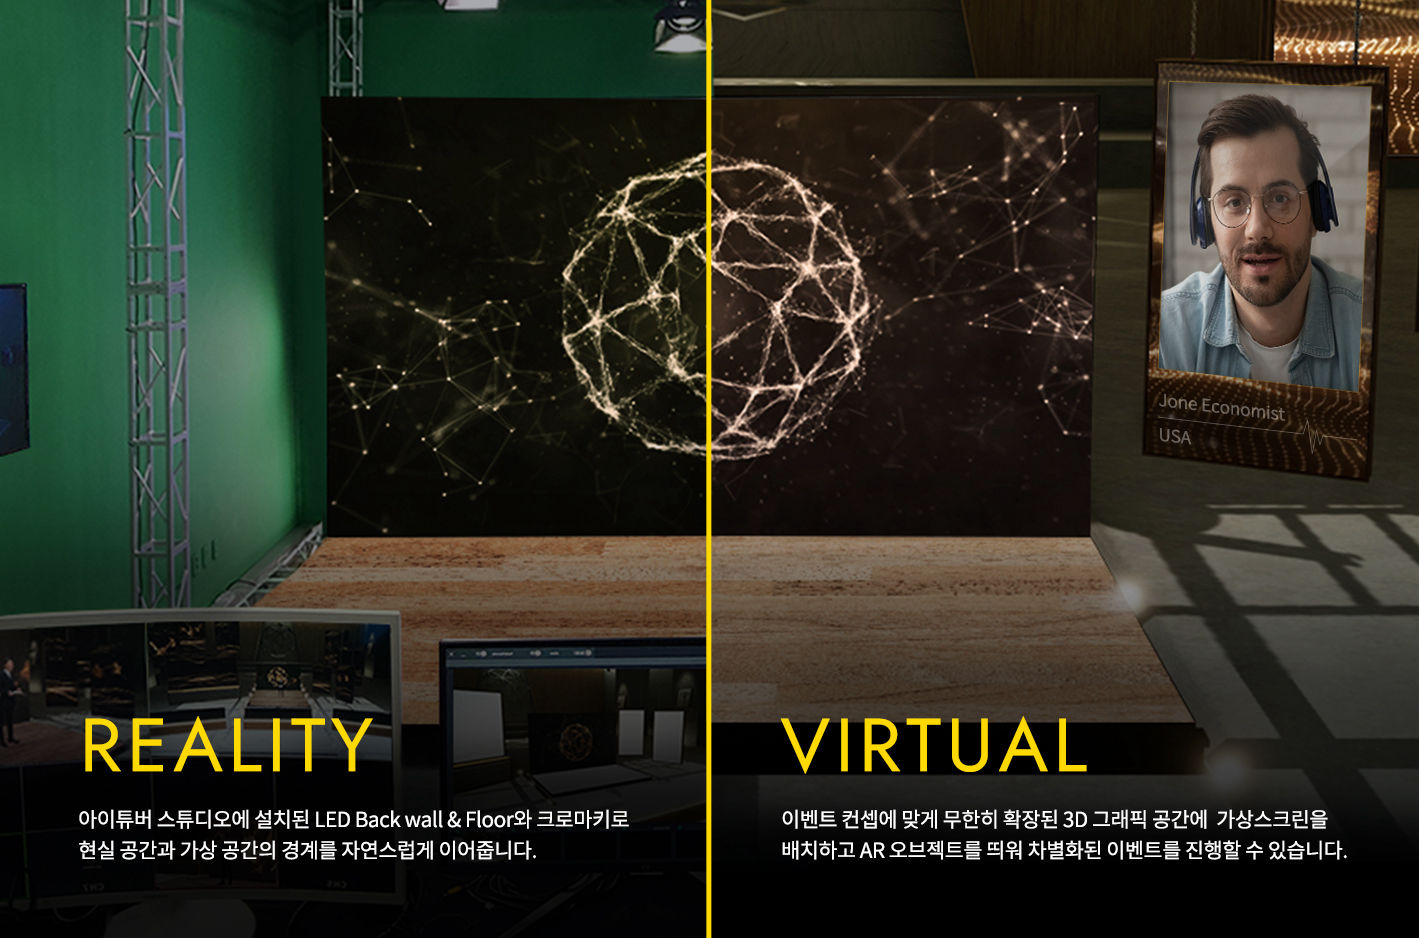 Jone Economist
USA
REALITY
아이튜버 스튜디오에 설치된 LED Back wall & Floor와 크로마키로
현실 공간과 가상 공간의 경계를 자연스럽게 이어줍니다.
VIRTUAL
이벤트 컨셉에 맞게 무한히 확장된 3D 그래픽 공간에 가상스크린을
배치하고 AR 오브젝트를 띄워 차별화된 이벤트를 진행할 수 있습니다.